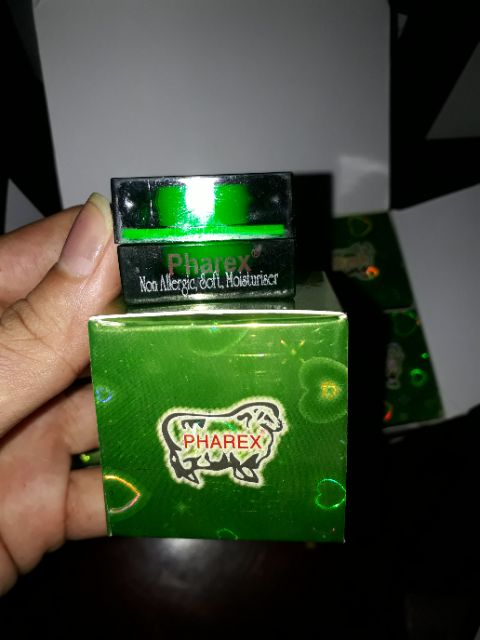 Pharex®
Non Allergic, Soft, Moisturiser
PHAREX